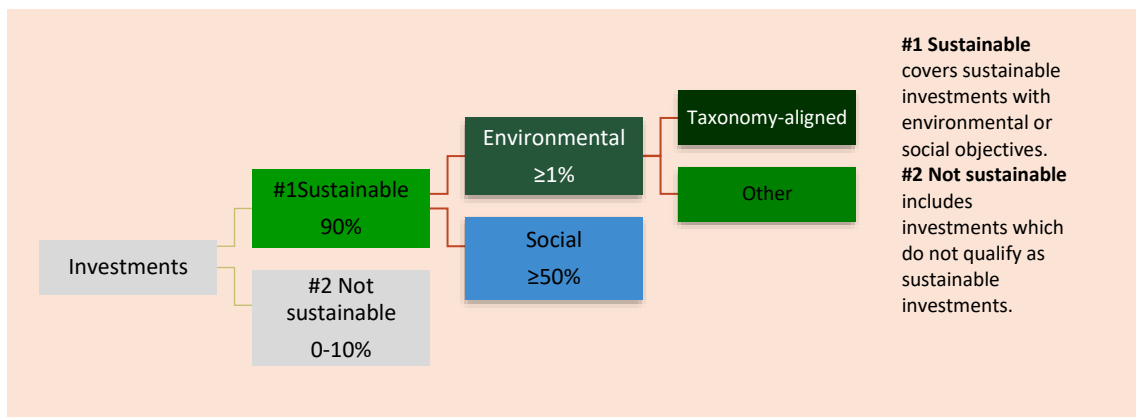 Investments
#1Sustainable
90%
#2 Not
sustainable
0-10%
Environmental
≥1%
Social
≥50%
Taxonomy-aligned
Other
#1 Sustainable
covers sustainable
investments with
environmental or
social objectives.
#2 Not sustainable
includes
investments which
do not qualify as
sustainable
investments.